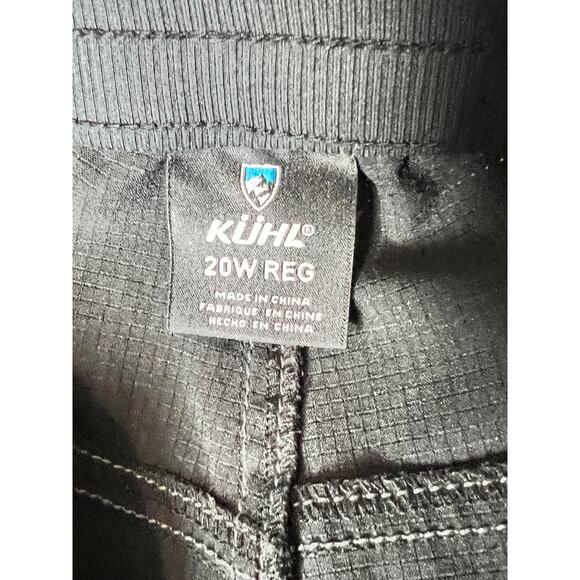 KÜHL®
20W REG
MADE IN CHINA
FABRIQUE EN CHINE
HECHO EN CHINA